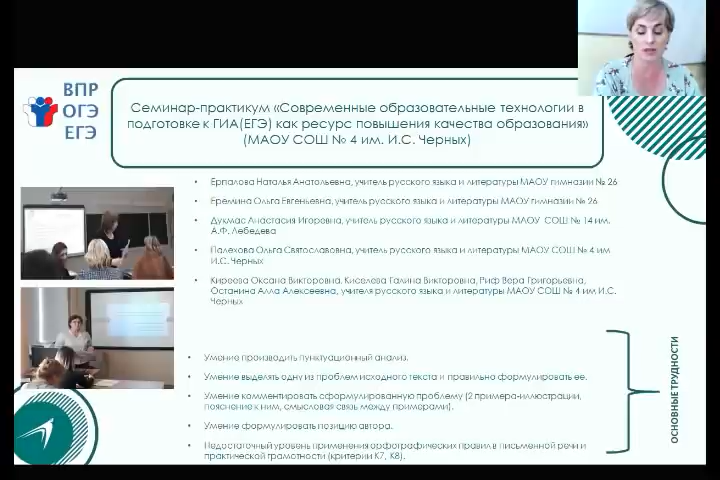 ВПР
ОГЭ
ЕГЭ
Семинар-практикум «Современные образовательные технологии в
подготовке к ГИА(ЕГЭ) как ресурс повышения качества образования»
(МАОУ СОШ № 4 им. И.С. Черных)
• Ерпалова Наталья Анатольевна, учитель русского языка и литературы МАОУ гимназии № 26
• Еремина Ольга Евгеньевна, учитель русского языка и литературы МАОУ гимназии № 26
• Дукмас Анастасия Игоревна, учитель русского языка и литературы МАОУ СОШ № 14 им.
А.Ф. Лебедева
• Палехова Ольга Святославовна, учитель русского языка и литературы МАОУ СОШ № 4 им
И.С. Черных
• Киреева Оксана Викторовна, Киселева Галина Викторовна, Риф Вера Григорьевна,
Останина Алла Алексеевна, учителя русского языка и литературы МАОУ СОШ № 4 им И.С.
Черных
• Умение производить пунктуационный анализ.
• Умение выделять одну из проблем исходного текста и правильно формулировать ее.
• Умение комментировать сформулированную проблему (2 примера-иллюстрации,
пояснение к ним, смысловая связь между примерами).
• Умение формулировать позицию автора.
• Недостаточный уровень применения орфографических правил в письменной речи и
практической грамотности (критерии К7, К8).
ОСНОВНЫЕ ТРУДНОСТИ